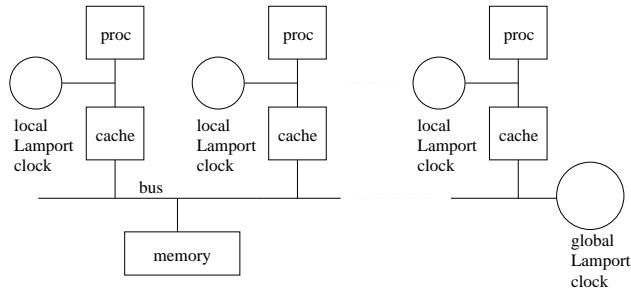 proc
proc
proc
local
Lamport
clock
cache
local
Lamport
clock
cache
local
Lamport
clock
cache
bus
memory
global
Lamport
clock